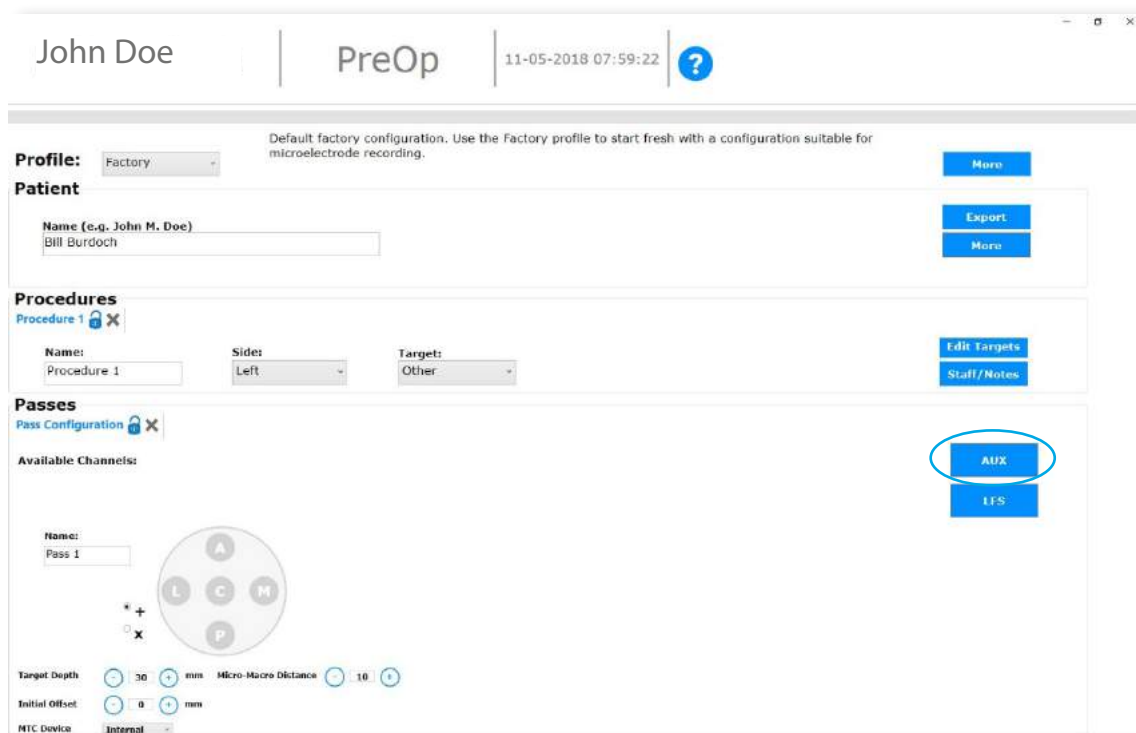 John Doe
PreOp
11-05-2018 07:59:22
?
Default factory configuration. Use the Factory profile to start fresh with a configuration suitable for
microelectrode recording.
Profile:
Factory
More
Patient
Export
Name (e.g. John M. Doe)
Bill Burdoch
More
Procedures
Procedure 1
Name:
Side:
Target:
Edit Targets
Procedure 1
Left
Other
Staff/Notes
Passes
Pass Configuration
Available Channels:
AUX
LFS
Name:
Pass 1
A
L C M
P
+
x
Target Depth - 30 + mm Micro-Macro Distance - 10 +
Initial Offset - 0 + mm
MTC Device Internal